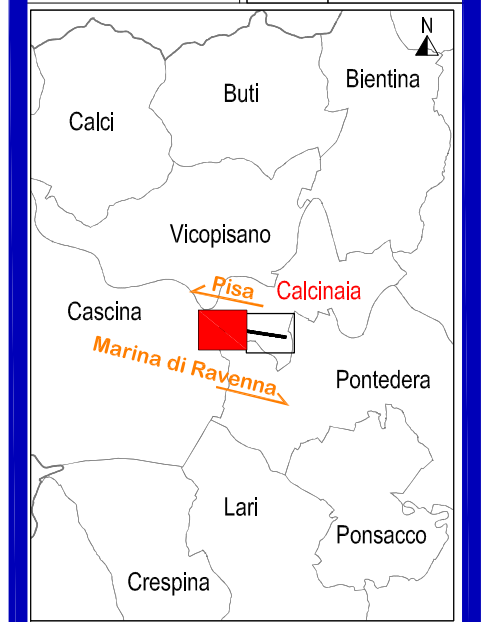 N
Bientina
Buti
Calci
Vicopisano
Pisa
Calcinaia
Cascina
Marina di Ravenna
Pontedera
Lari
Ponsacco
Crespina